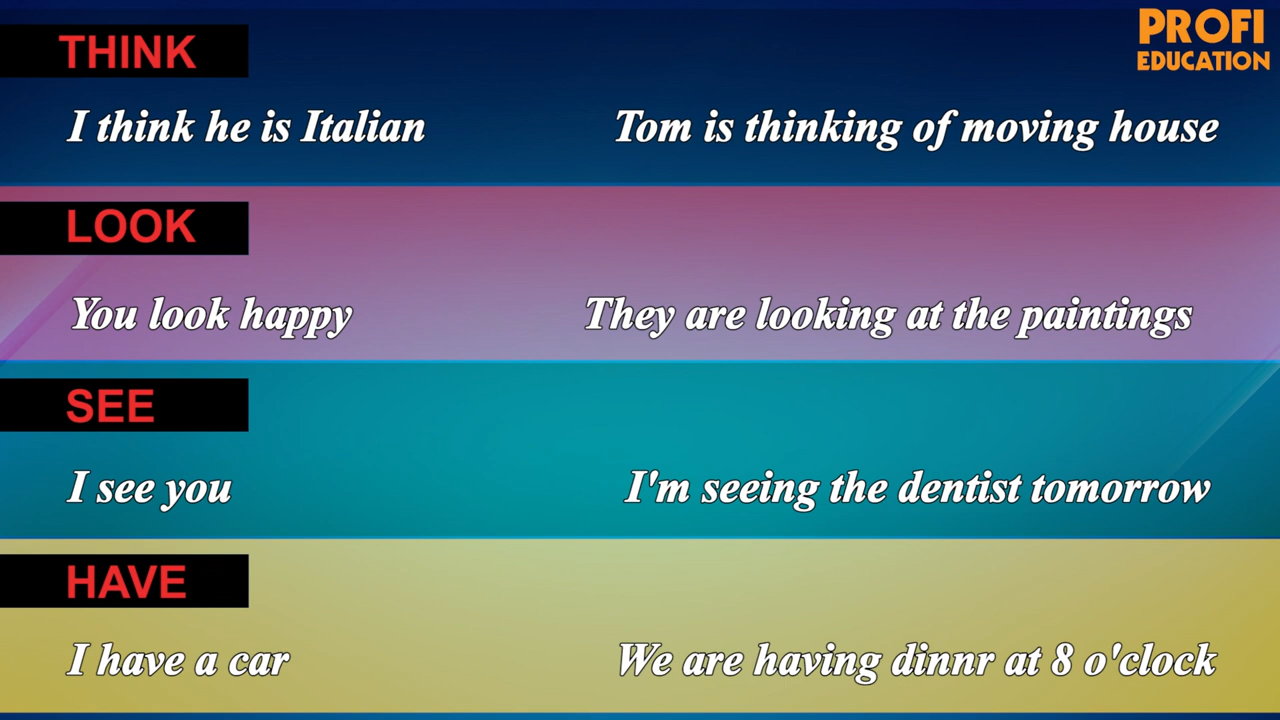 PROFI
EDUCATION
THINK
I think he is Italian
Tom is thinking of moving house
LOOK
You look happy
They are looking at the paintings
SEE
I see you
I'm seeing the dentist tomorrow
HAVE
I have a car
We are having dinnr at 8 o'clock